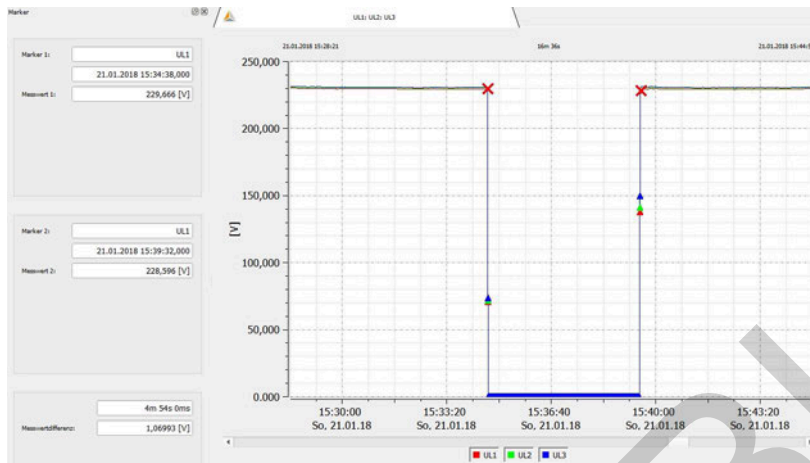 Marker
UL1; UL2; UL3
Marker 1:
UL1
21.01.2018 15:34:38,000
Messwert 1:
229,666 [V]
Marker 2:
UL1
21.01.2018 15:39:32,000
Messwert 2:
228,596 [V]
4m 54s 0ms
Messwertdifferenz:
1,06993 [V]
21.01.2018 15:28:21
16m 36s
21.01.2018 15:44:5
250,000
200,000
150,000
100,000
50,000
0.000
[V]
15:30:00
So, 21.01.18
15:33:20
So, 21.01.18
15:36:40
So, 21.01.18
15:40:00
So, 21.01.18
15:43:20
So, 21.01.18
UL1
UL2
UL3